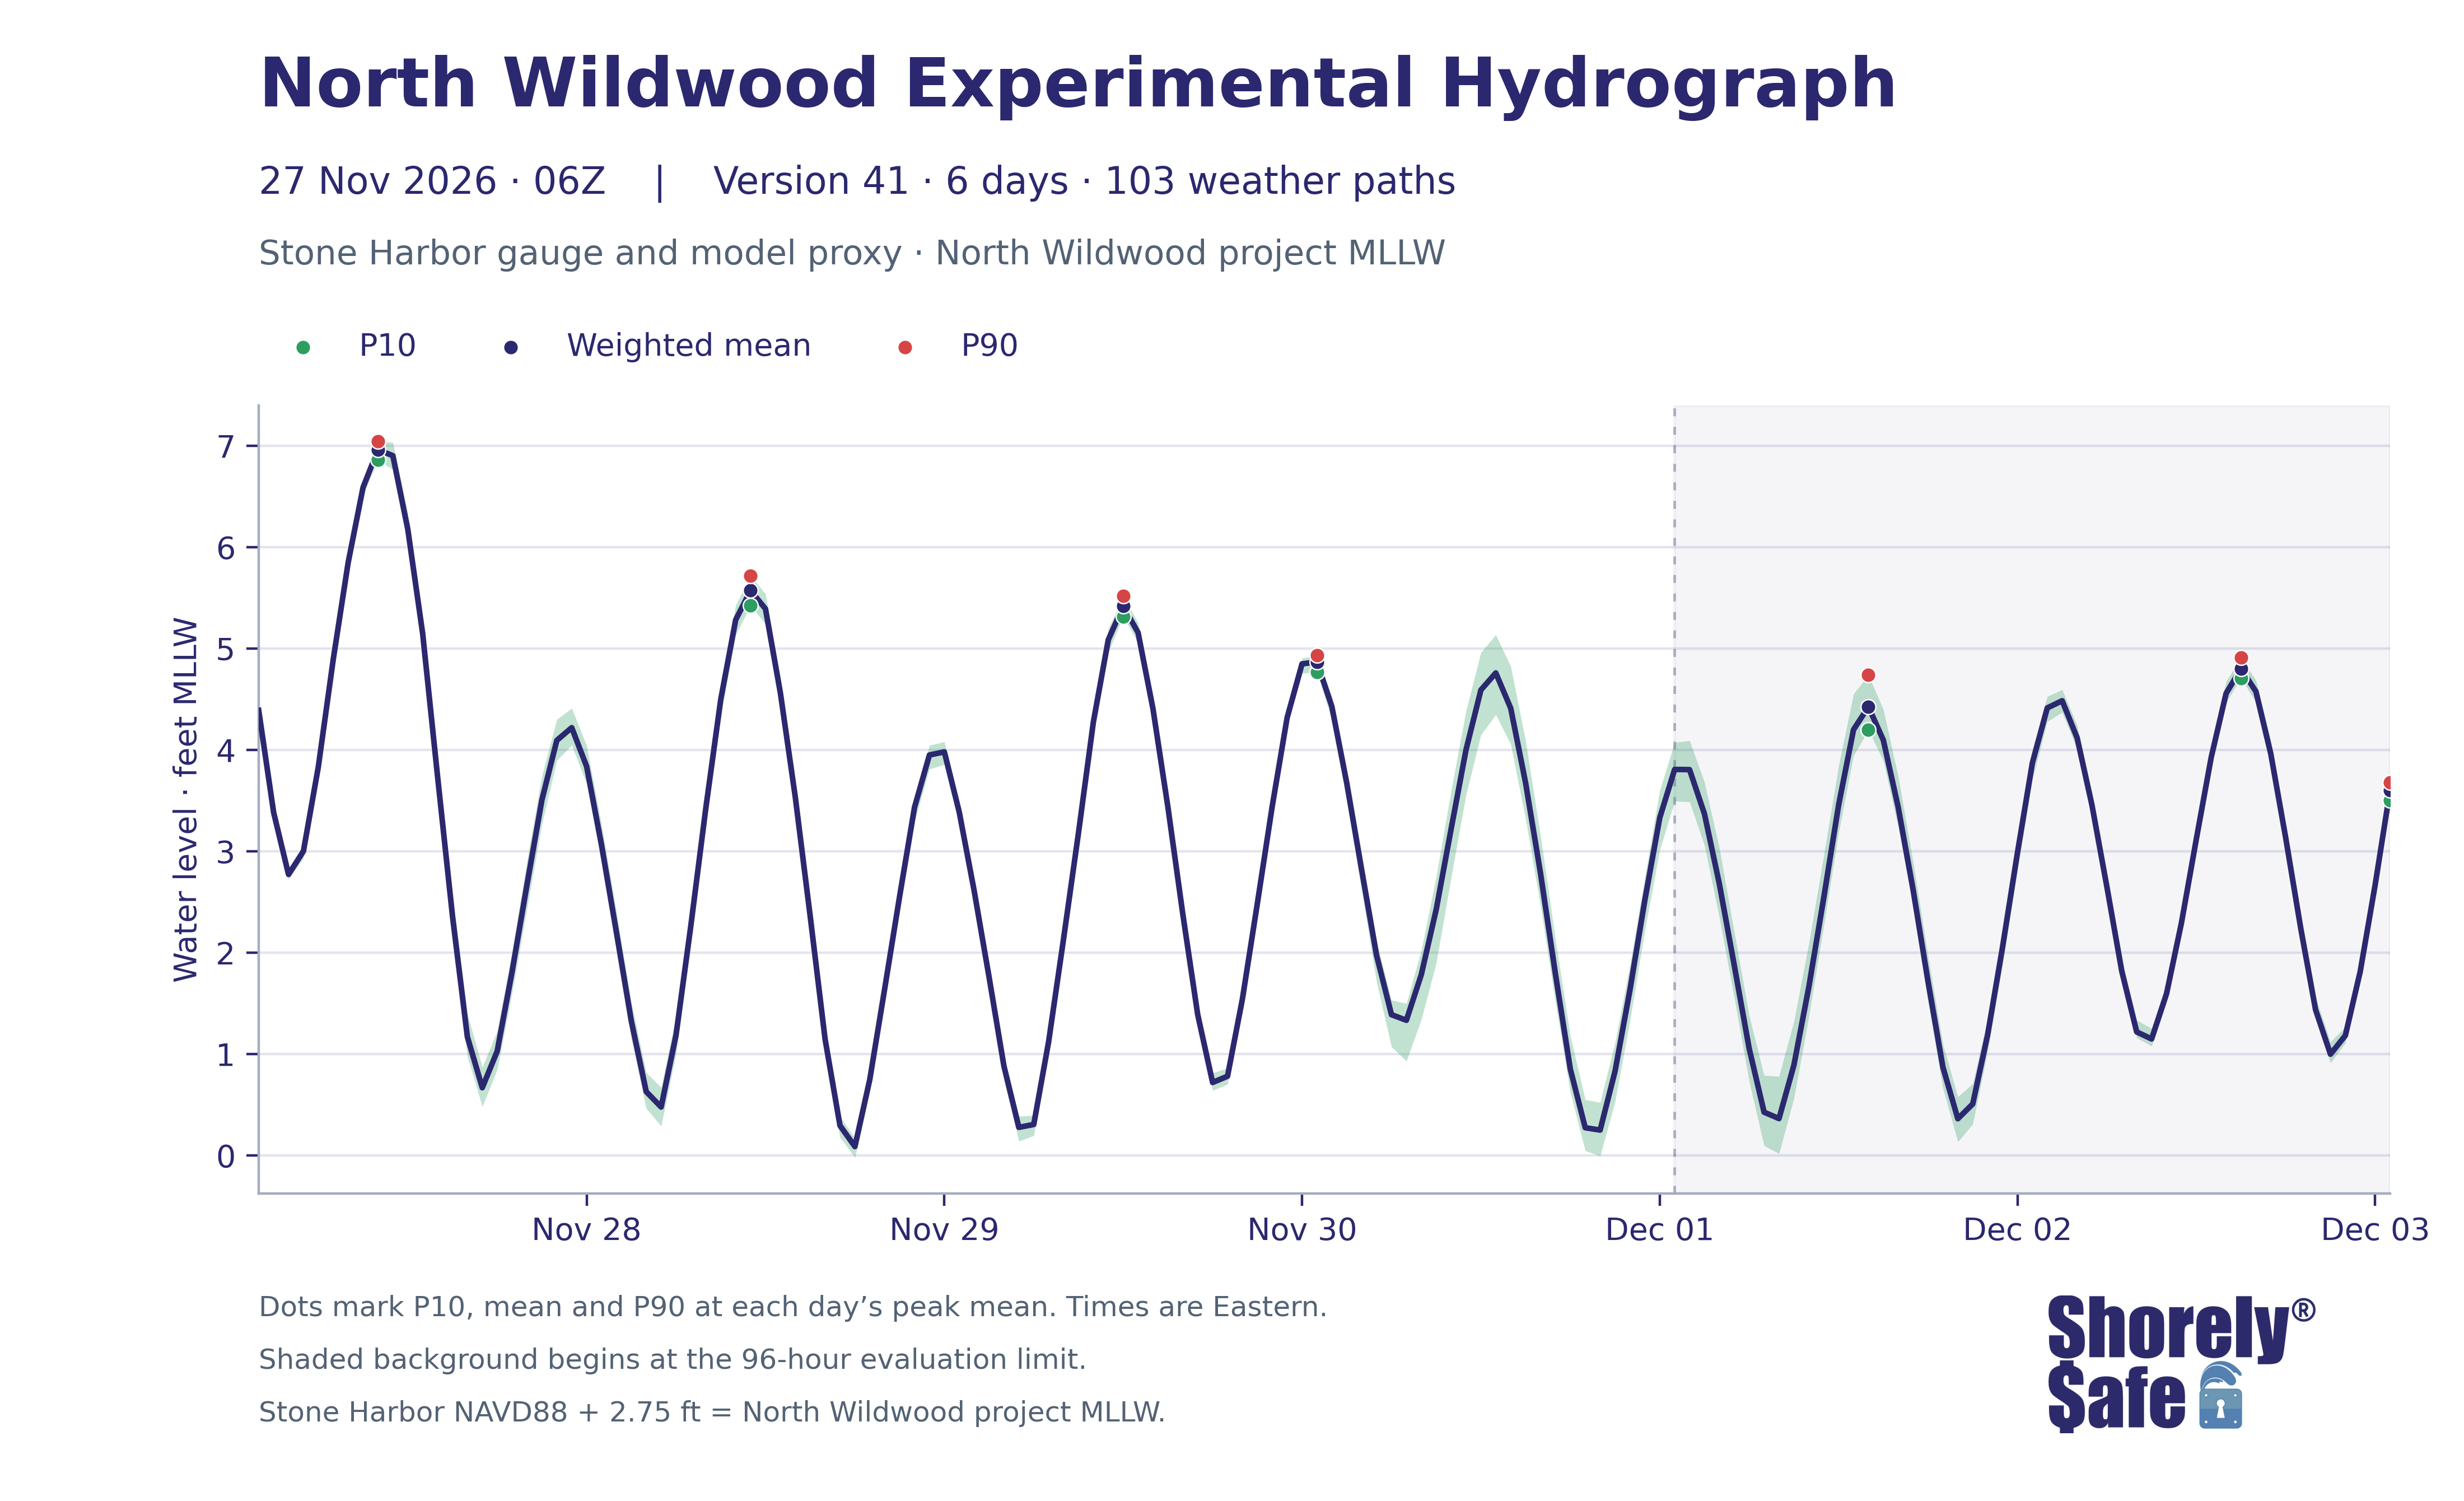 North Wildwood Experimental Hydrograph
27 Nov 2026 · 06Z | Version 41 · 6 days · 103 weather paths
Stone Harbor gauge and model proxy · North Wildwood project MLLW
P10 Weighted mean P90
Water level · feet MLLW
7
6
5
4
3
2
1
0
Nov 28 Nov 29 Nov 30 Dec 01 Dec 02 Dec 03
Dots mark P10, mean and P90 at each day’s peak mean. Times are Eastern.
Shaded background begins at the 96-hour evaluation limit.
Stone Harbor NAVD88 + 2.75 ft = North Wildwood project MLLW.
Shorely®
$afe